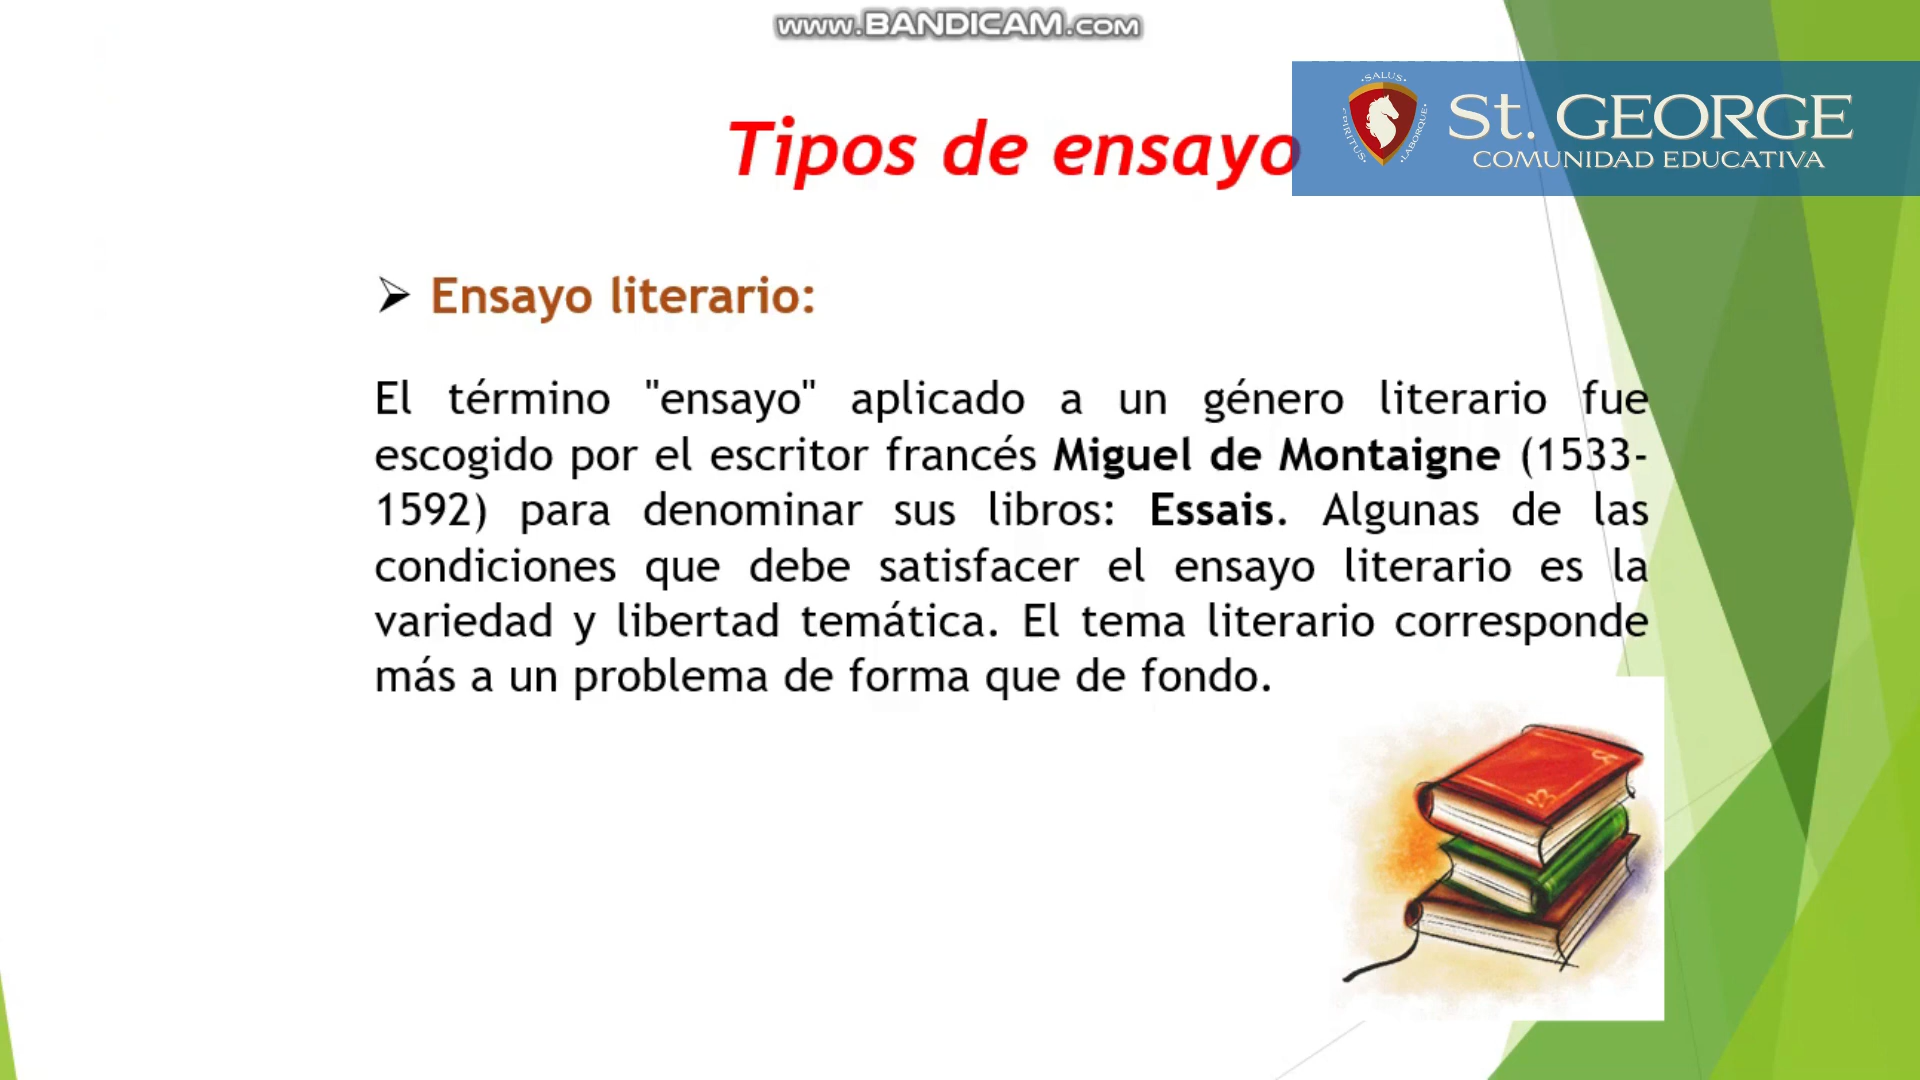 www.BANDICAM.com
·SALUS·
SPIRITUS·
LABORQUE·
St. GEORGE
COMUNIDAD EDUCATIVA
Tipos de ensayo
➢ Ensayo literario:
El término "ensayo" aplicado a un género literario fue
escogido por el escritor francés Miguel de Montaigne (1533-
1592) para denominar sus libros: Essais. Algunas de las
condiciones que debe satisfacer el ensayo literario es la
variedad y libertad temática. El tema literario corresponde
más a un problema de forma que de fondo.